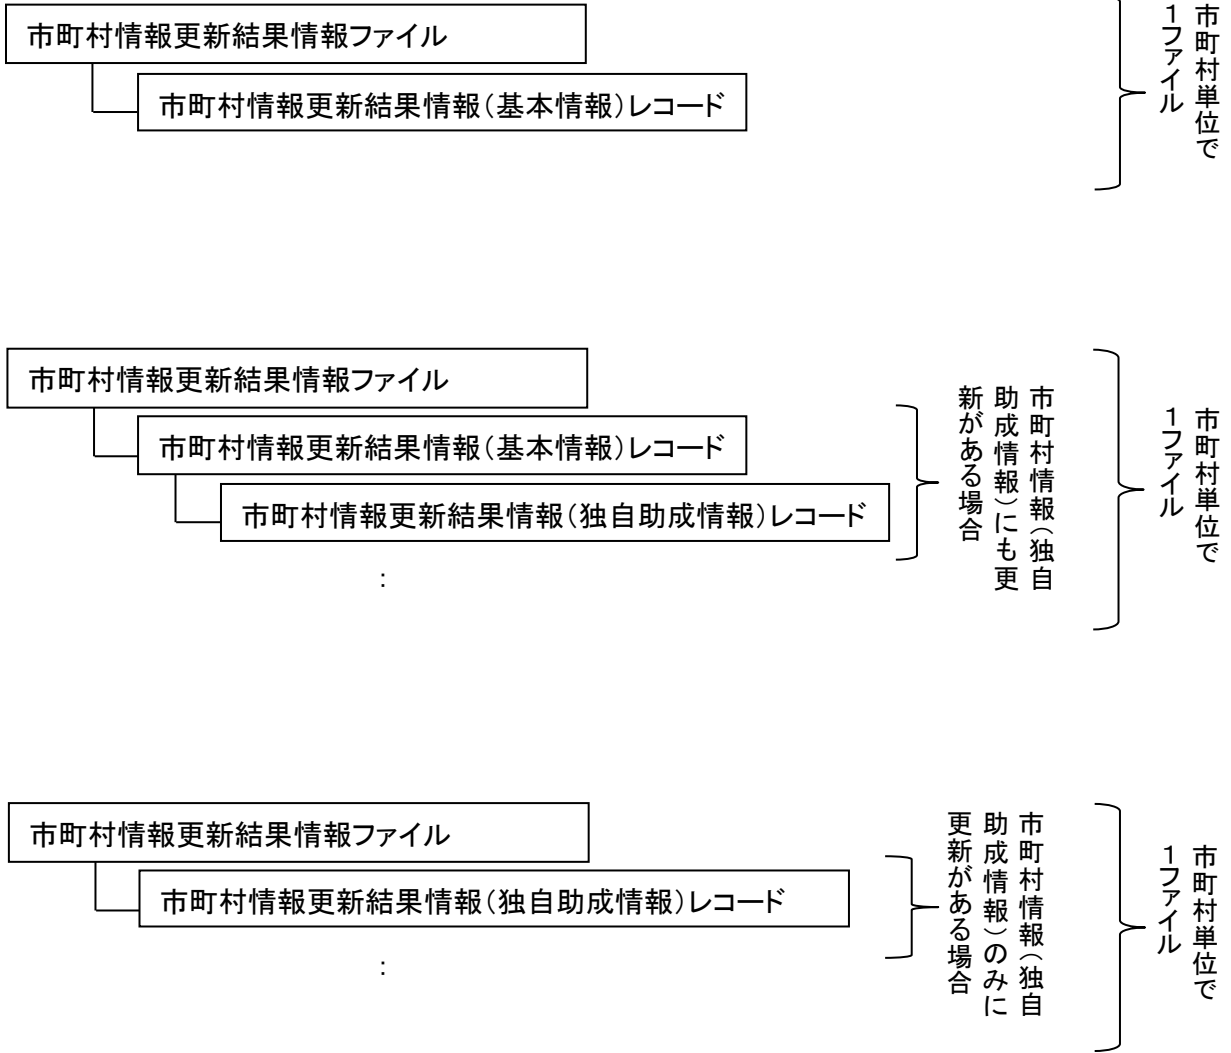 市町村情報更新結果情報ファイル
市町村情報更新結果情報（基本情報）レコード
市町村単位で
１ファイル
市町村情報更新結果情報ファイル
市町村情報更新結果情報（基本情報）レコード
市町村情報更新結果情報（独自助成情報）レコード
：
市町村情報（独自
助成情報）にも更
新がある場合
市町村単位で
１ファイル
市町村情報更新結果情報ファイル
市町村情報更新結果情報（独自助成情報）レコード
：
市町村情報（独自
助成情報）のみに
更新がある場合
市町村単位で
１ファイル